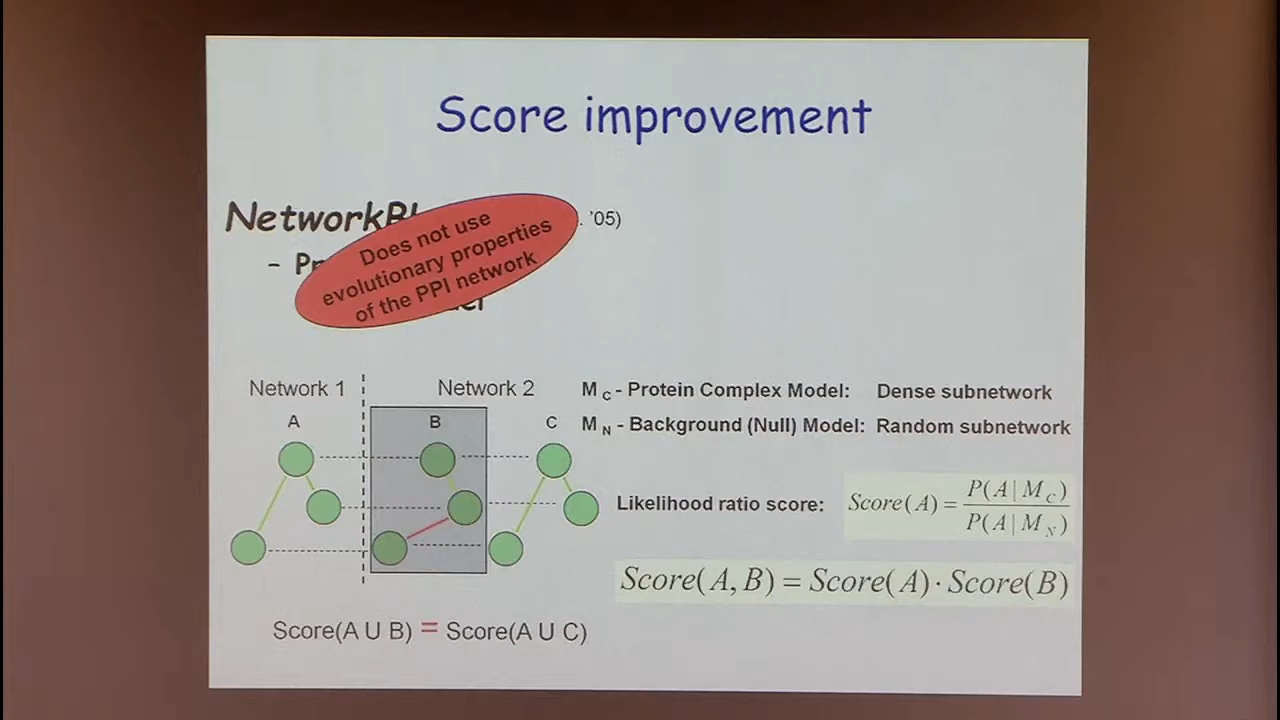 Score improvement
NetworkBl
. '05)
- Pr
Does not use
evolutionary properties
of the PPI network
Network 1
Network 2
A
B
C
M C - Protein Complex Model: Dense subnetwork
M N - Background (Null) Model: Random subnetwork
Likelihood ratio score:
Score(A) = P(A | M C) / P(A | M N)
Score(A, B) = Score(A) · Score(B)
Score(A U B) = Score(A U C)